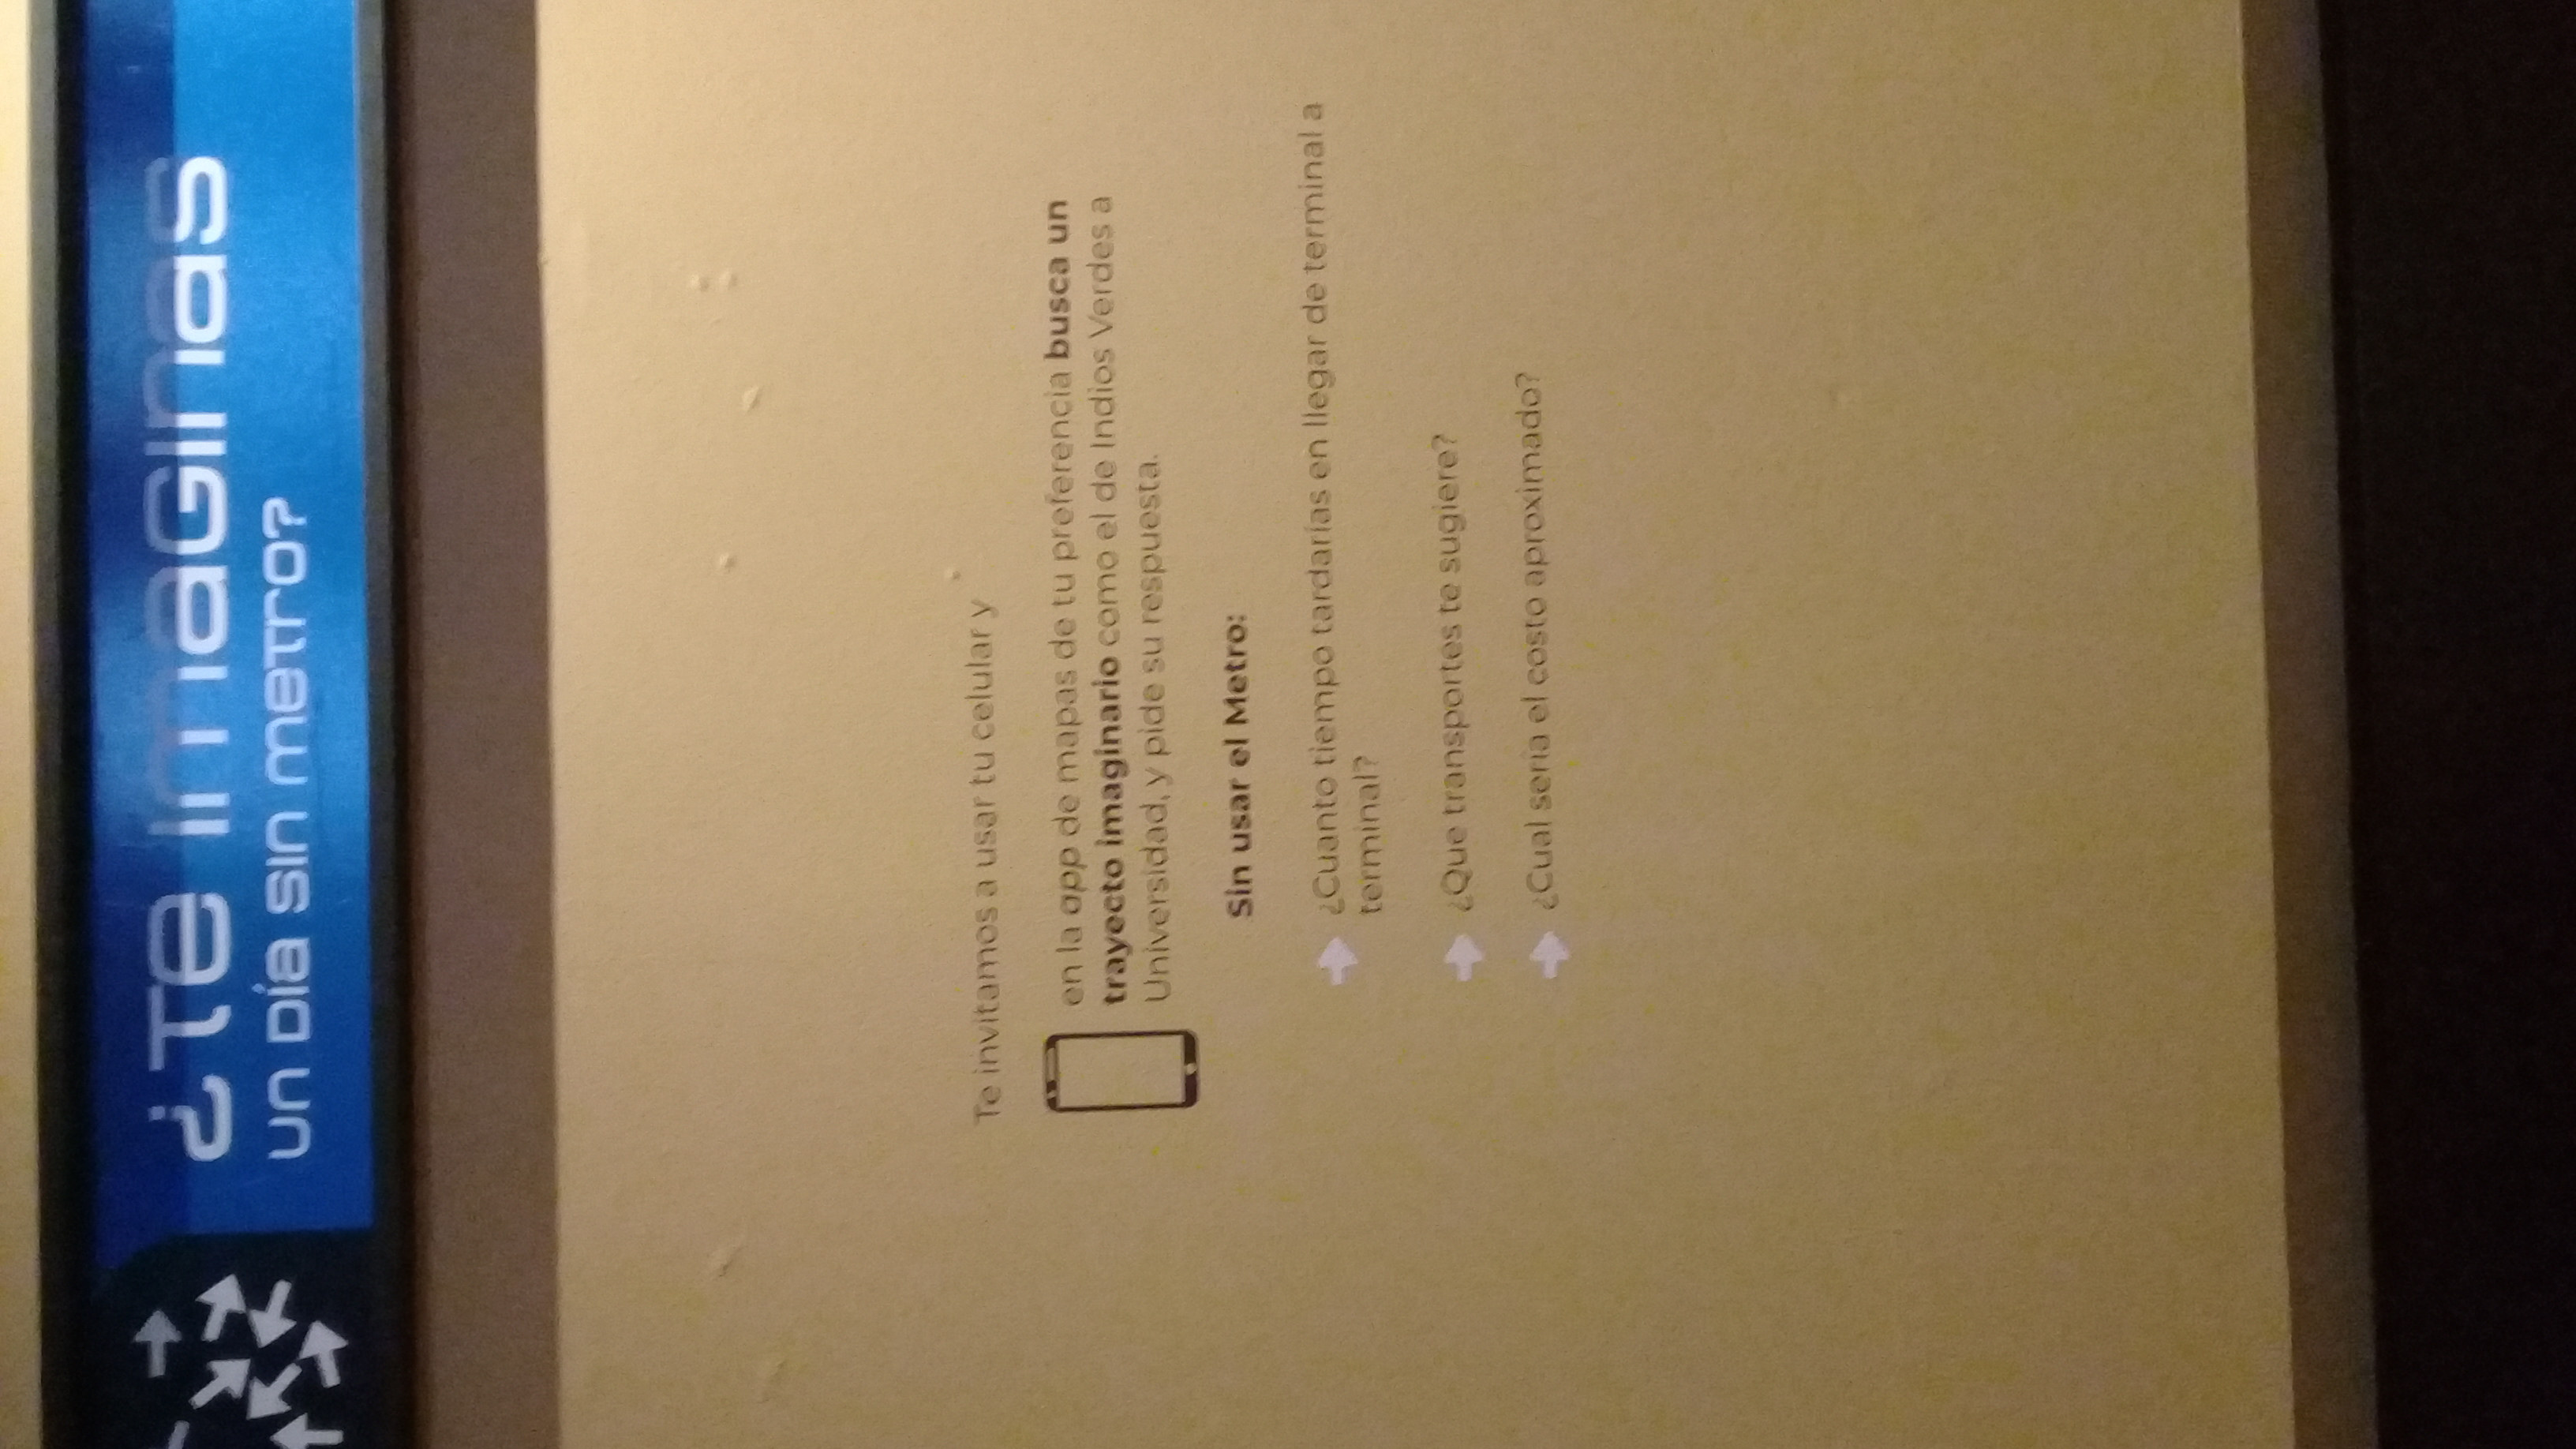 ¿Te imaginas
un día sin metro?
Te invitamos a usar tu celular y
en la app de mapas de tu preferencia busca un
trayecto imaginario como el de Indios Verdes a
Universidad, y pide su respuesta.
Sin usar el Metro:
¿Cuanto tiempo tardarías en llegar de terminal a
terminal?
¿Que transportes te sugiere?
¿Cual sería el costo aproximado?